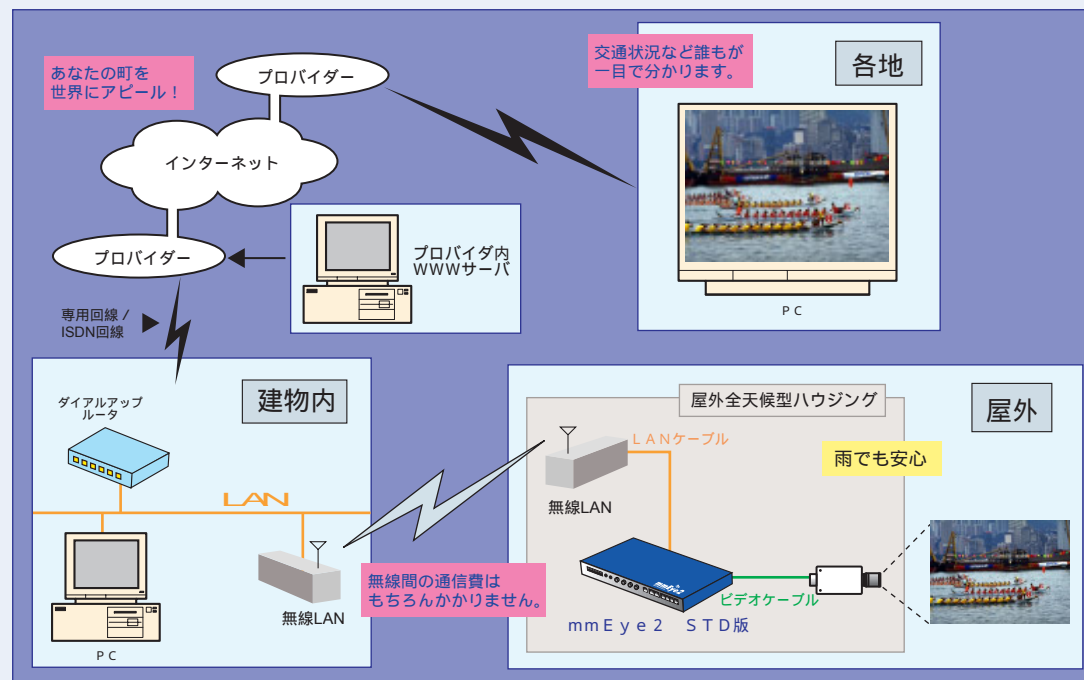 あなたの町を
世界にアピール！
プロバイダー
交通状況など誰もが
一目で分かります。
各地
インターネット
プロバイダー
プロバイダ内
WWWサーバ
PC
専用回線／
ISDN回線
建物内
ダイアルアップ
ルータ
LAN
無線LAN
PC
無線間の通信費は
もちろんかかりません。
屋外全天候型ハウジング
屋外
LANケーブル
雨でも安心
無線LAN
mmEye2
ビデオケーブル
mmEye2 STD版